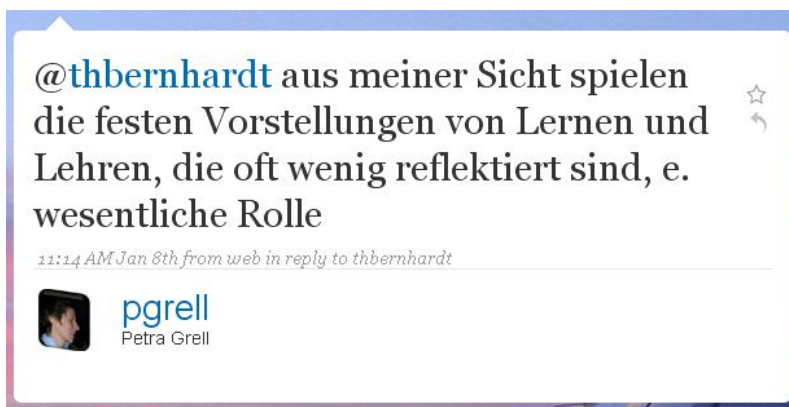 @thbernhardt aus meiner Sicht spielen
die festen Vorstellungen von Lernen und
Lehren, die oft wenig reflektiert sind, e.
wesentliche Rolle
11:14 AM Jan 8th from web in reply to thbernhardt
pgrell
Petra Grell